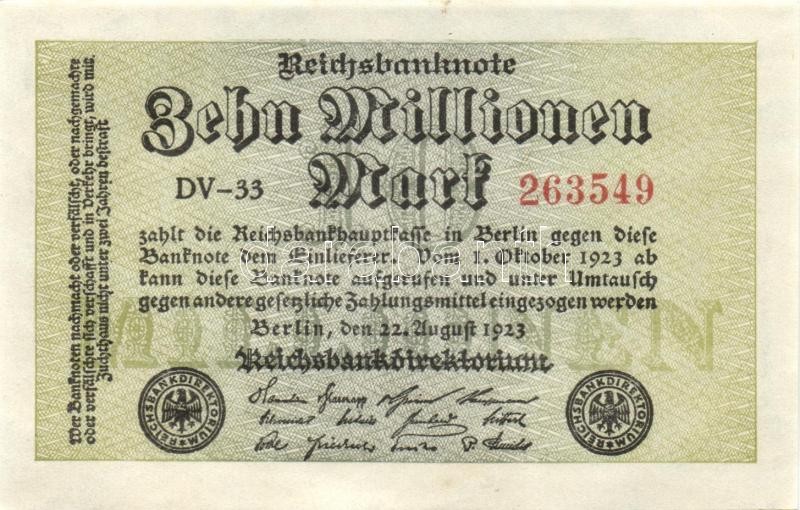 Reichsbanknote
Zehn Millionen
Mark
DV-33
263549
zahlt die Reichsbankhauptkasse in Berlin gegen diese
Banknote dem Einlieferer. Vom 1. Oktober 1923 ab
kann diese Banknote aufgerufen und unter Umtausch
gegen andere gesetzliche Zahlungsmittel eingezogen werden
Berlin, den 22. August 1923
Reichsbankdirektorium
REICHSBANKDIREKTORIUM
REICHSBANKDIREKTORIUM
Wer Banknoten nachmacht oder verfälscht, oder nachgemachte
oder verfälschte sich verschafft und in Verkehr bringt, wird mit
Zuchthaus nicht unter zwei Jahren bestraft